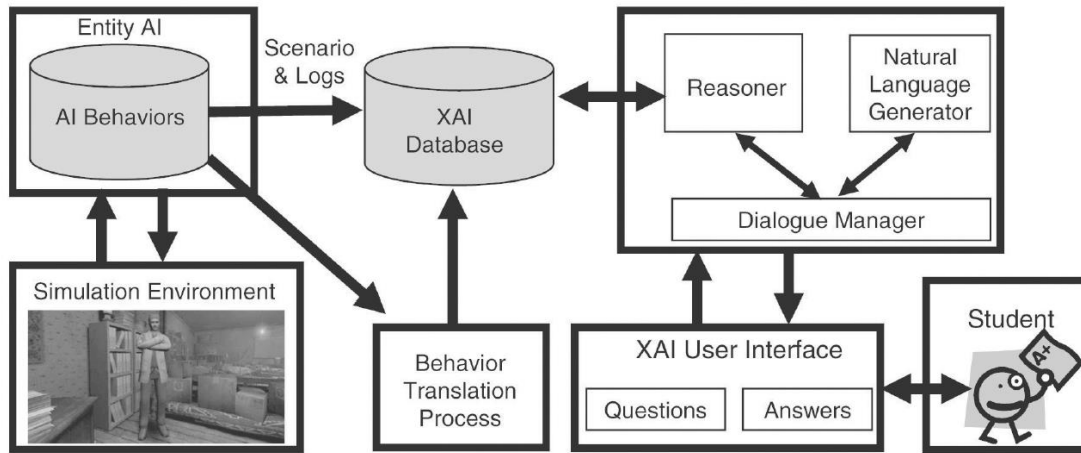 Entity AI
AI Behaviors
Scenario
& Logs
XAI
Database
Reasoner
Natural
Language
Generator
Dialogue Manager
Simulation Environment
Behavior
Translation
Process
XAI User Interface
Questions
Answers
Student
A+